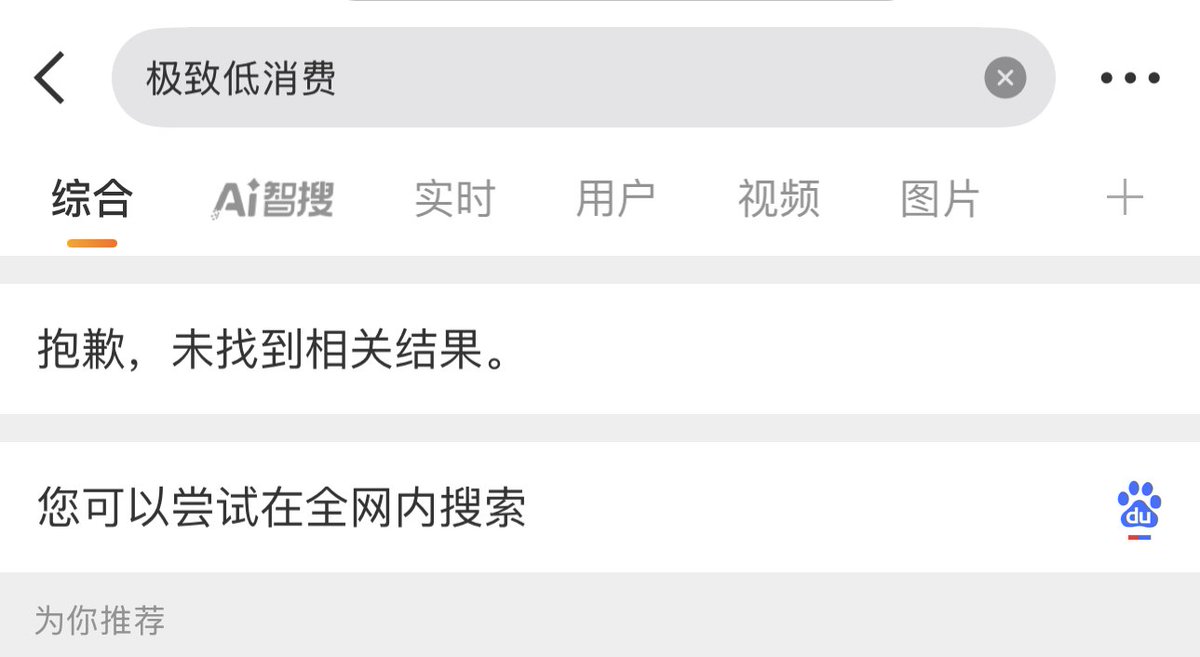 极致低消费
综合 Ai智搜 实时 用户 视频 图片
抱歉，未找到相关结果。
您可以尝试在全网内搜索
du
为你推荐